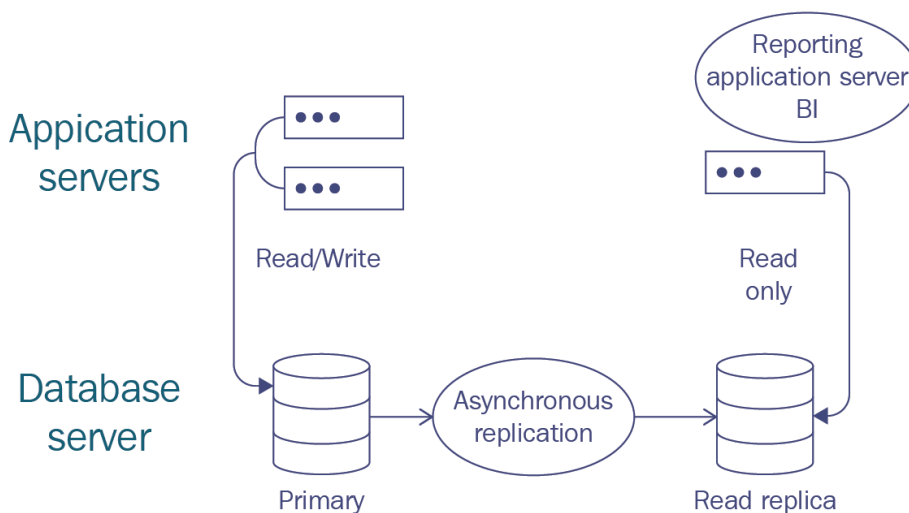 Reporting
application server
BI
Appication
servers
Read/Write
Read
only
Database
server
Asynchronous
replication
Primary
Read replica